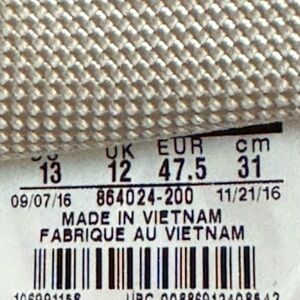 UK EUR cm
13 12 47.5 31
09/07/16 864024-200 11/21/16
MADE IN VIETNAM
FABRIQUE AU VIETNAM